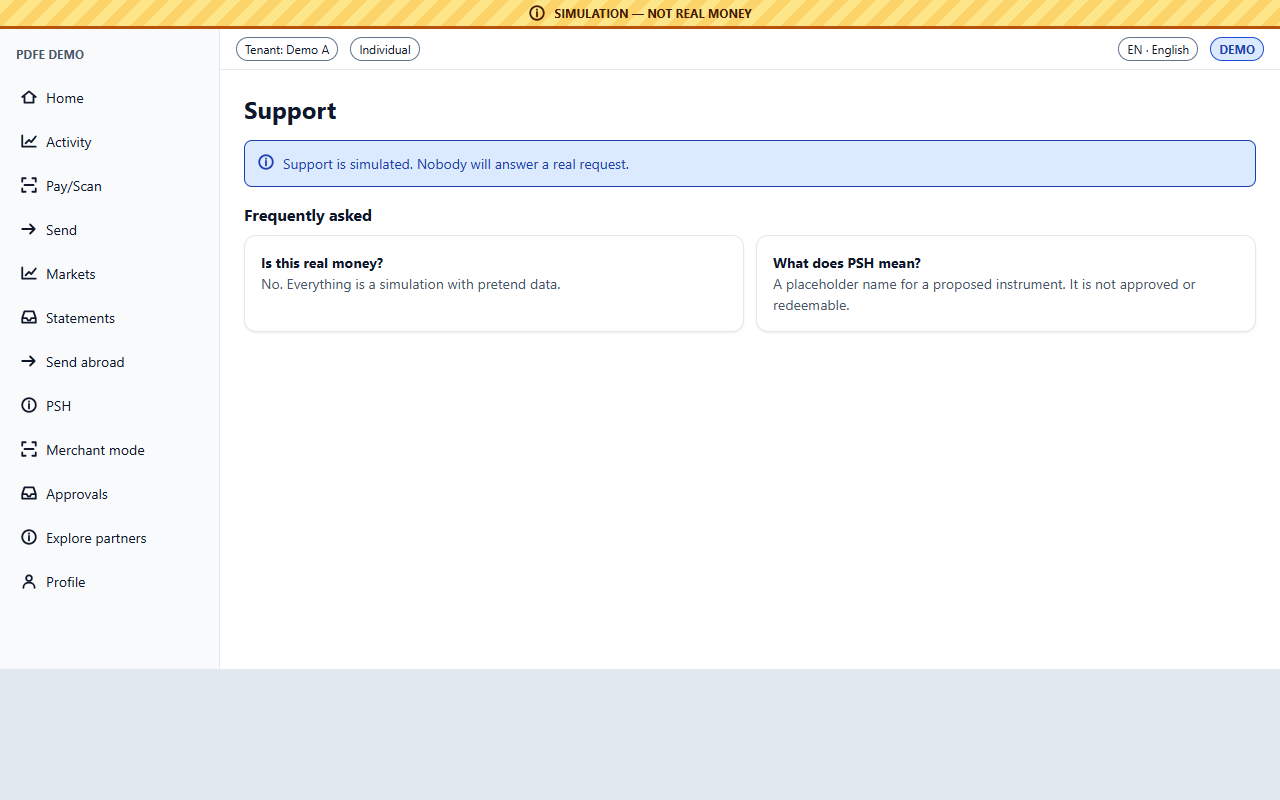 SIMULATION — NOT REAL MONEY
PDFE DEMO
Tenant: Demo A
Individual
EN · English
DEMO
Home
Activity
Pay/Scan
Send
Markets
Statements
Send abroad
PSH
Merchant mode
Approvals
Explore partners
Profile
Support
Support is simulated. Nobody will answer a real request.
Frequently asked
Is this real money?
No. Everything is a simulation with pretend data.
What does PSH mean?
A placeholder name for a proposed instrument. It is not approved or
redeemable.